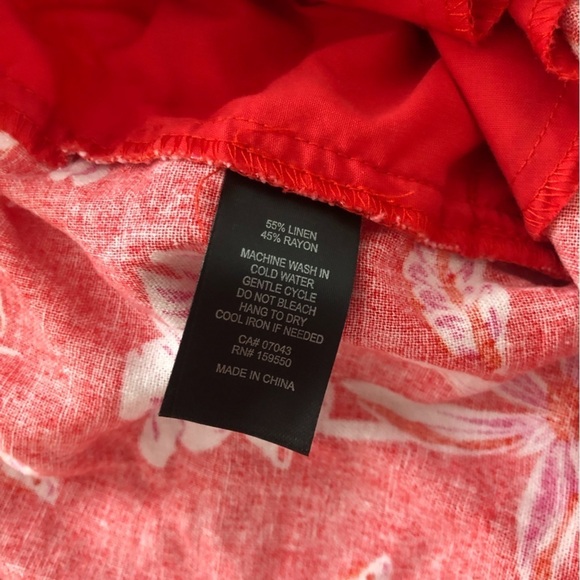 55% LINEN
45% RAYON
MACHINE WASH IN
COLD WATER
GENTLE CYCLE
DO NOT BLEACH
HANG TO DRY
COOL IRON IF NEEDED
CA# 07043
RN# 159550
MADE IN CHINA